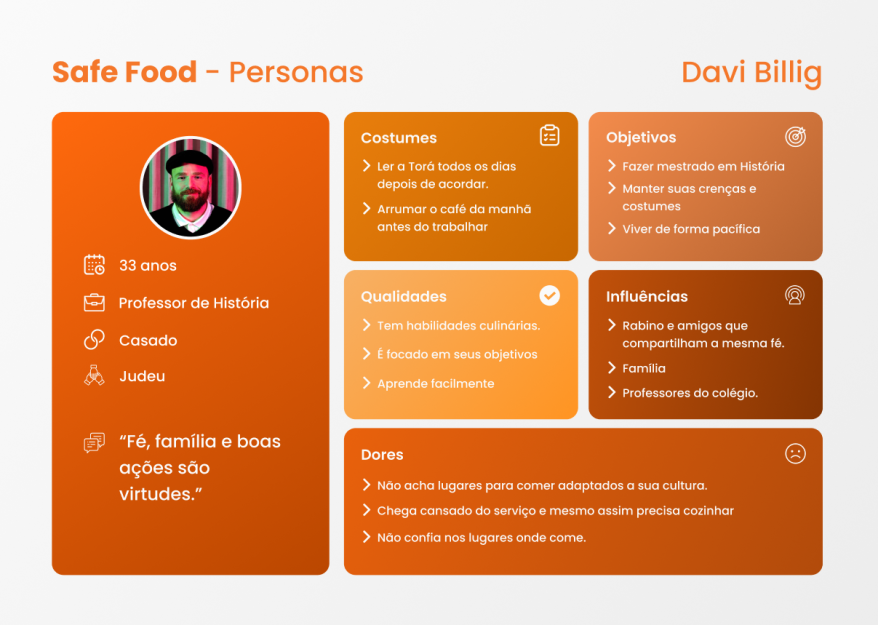 Safe Food - Personas
Davi Billig
33 anos
Professor de História
Casado
Judeu
“Fé, família e boas
ações são
virtudes.”
Costumes
Ler a Torá todos os dias
depois de acordar.
Arrumar o café da manhã
antes do trabalhar
Objetivos
Fazer mestrado em História
Manter suas crenças e
costumes
Viver de forma pacífica
Qualidades
Tem habilidades culinárias.
É focado em seus objetivos
Aprende facilmente
Influências
Rabino e amigos que
compartilham a mesma fé.
Família
Professores do colégio.
Dores
Não acha lugares para comer adaptados a sua cultura.
Chega cansado do serviço e mesmo assim precisa cozinhar
Não confia nos lugares onde come.